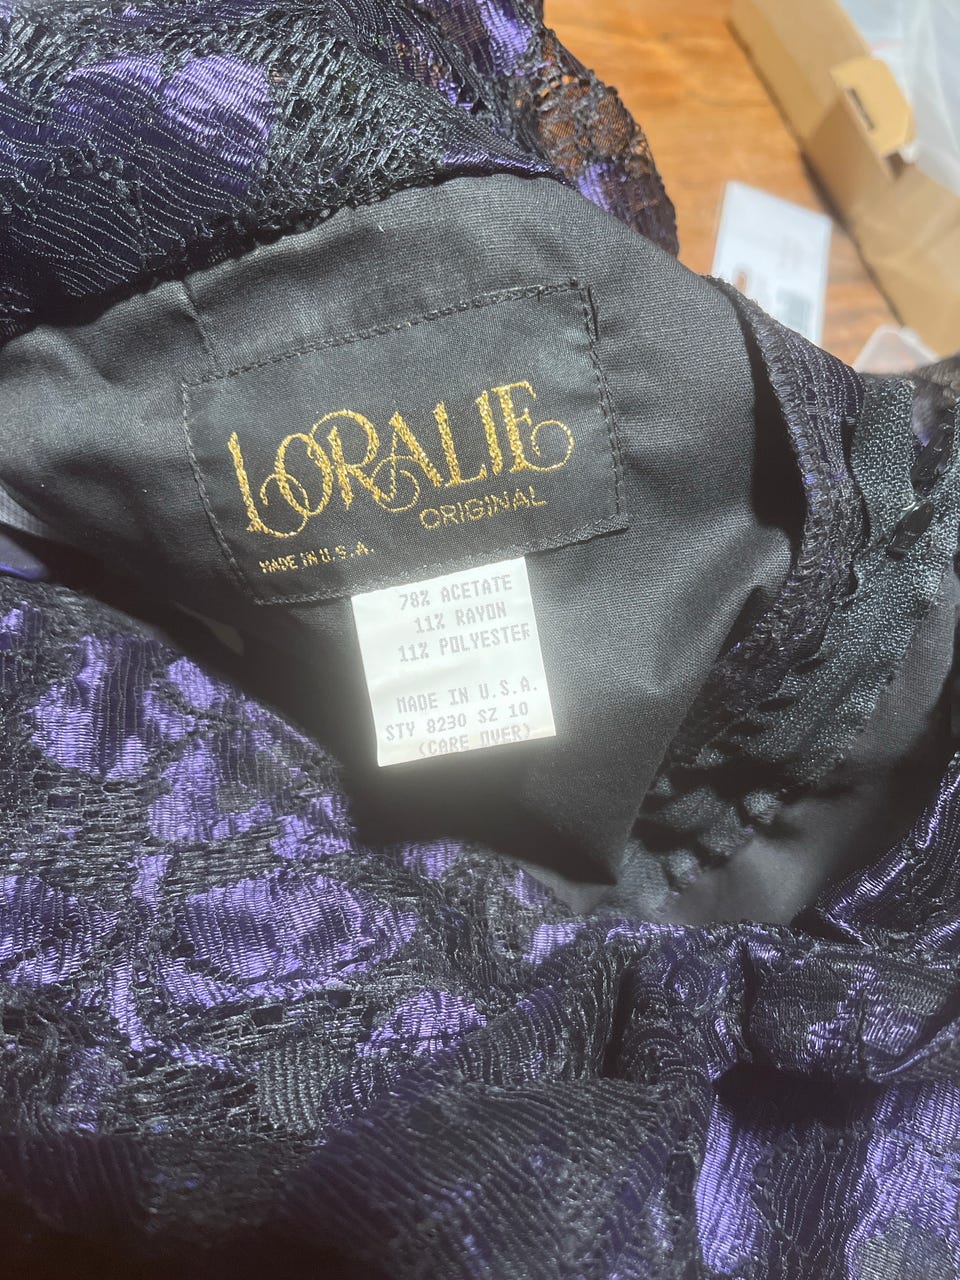 LORALIE
ORIGINAL
MADE IN U.S.A.
78% ACETATE
11% RAYON
11% POLYESTER
MADE IN U.S.A.
STY 8230 SZ 10
(CARE OVER)